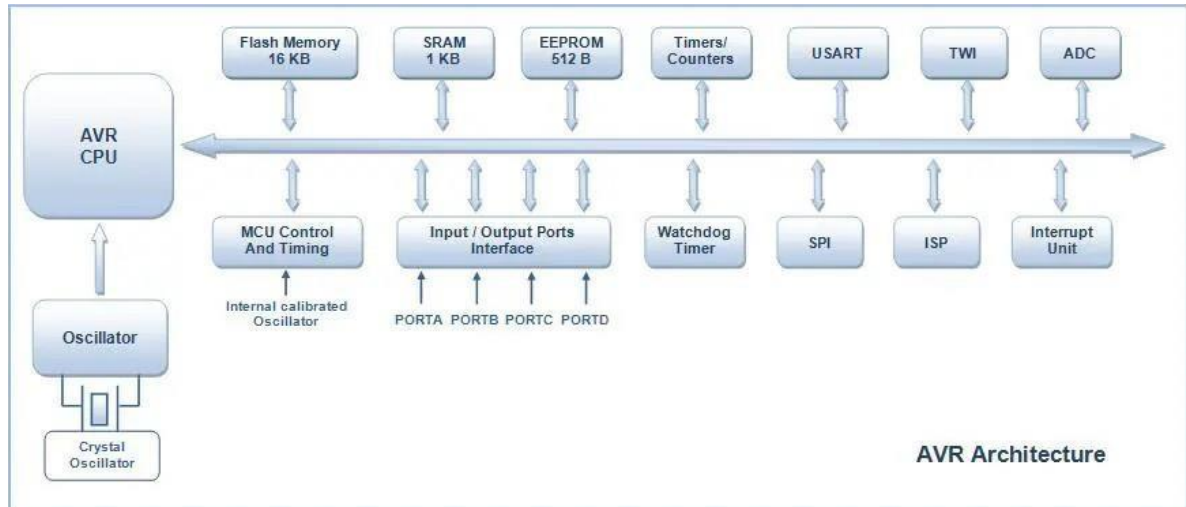 Flash Memory
16 KB
SRAM
1 KB
EEPROM
512 B
Timers/
Counters
USART
TWI
ADC
AVR
CPU
MCU Control
And Timing
Input / Output Ports
Interface
Watchdog
Timer
SPI
ISP
Interrupt
Unit
Internal calibrated
Oscillator
PORTA PORTB PORTC PORTD
Oscillator
Crystal
Oscillator
AVR Architecture